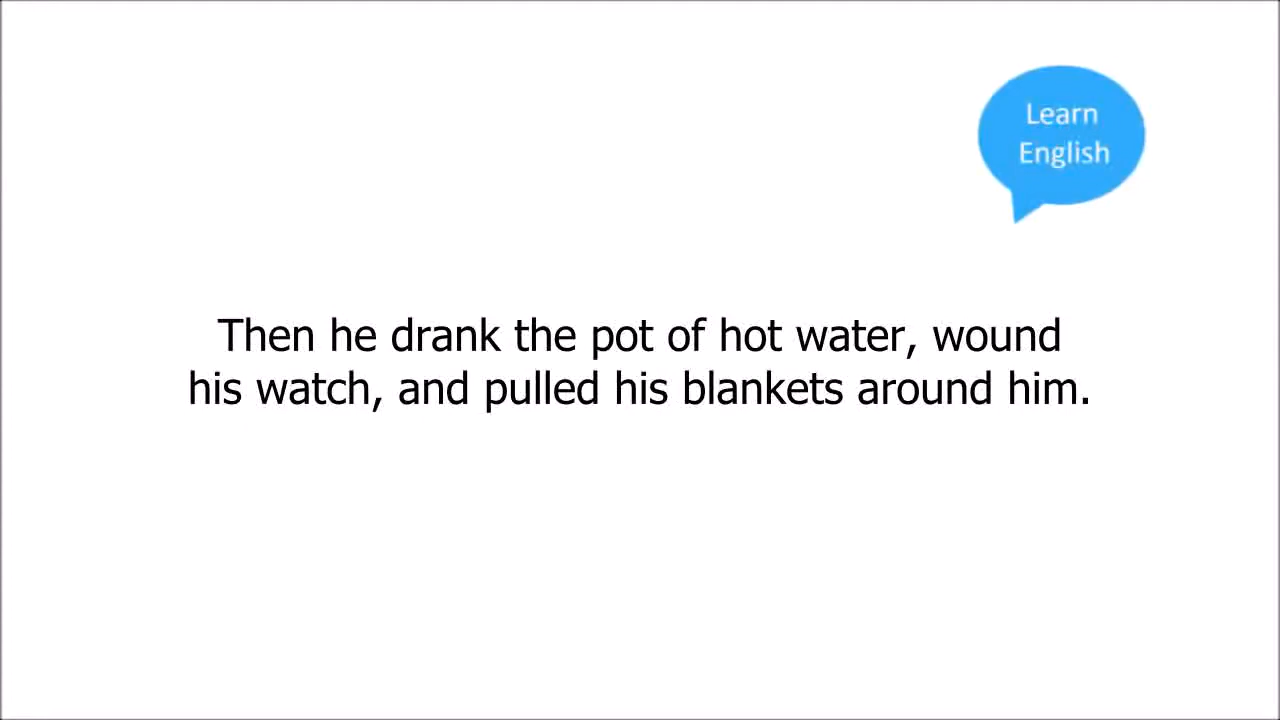 Learn
English
Then he drank the pot of hot water, wound
his watch, and pulled his blankets around him.